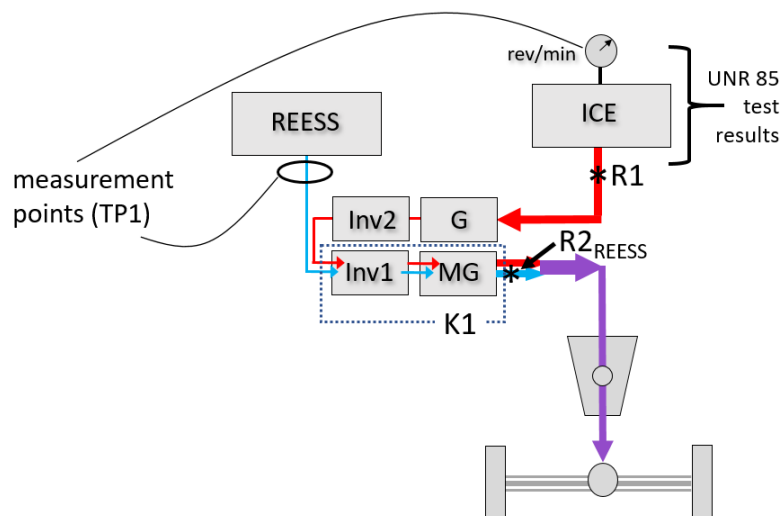 rev/min
UNR 85
test
results
REESS
ICE
measurement
points (TP1)
*R1
Inv2
G
R2REESS
Inv1
MG
*
K1